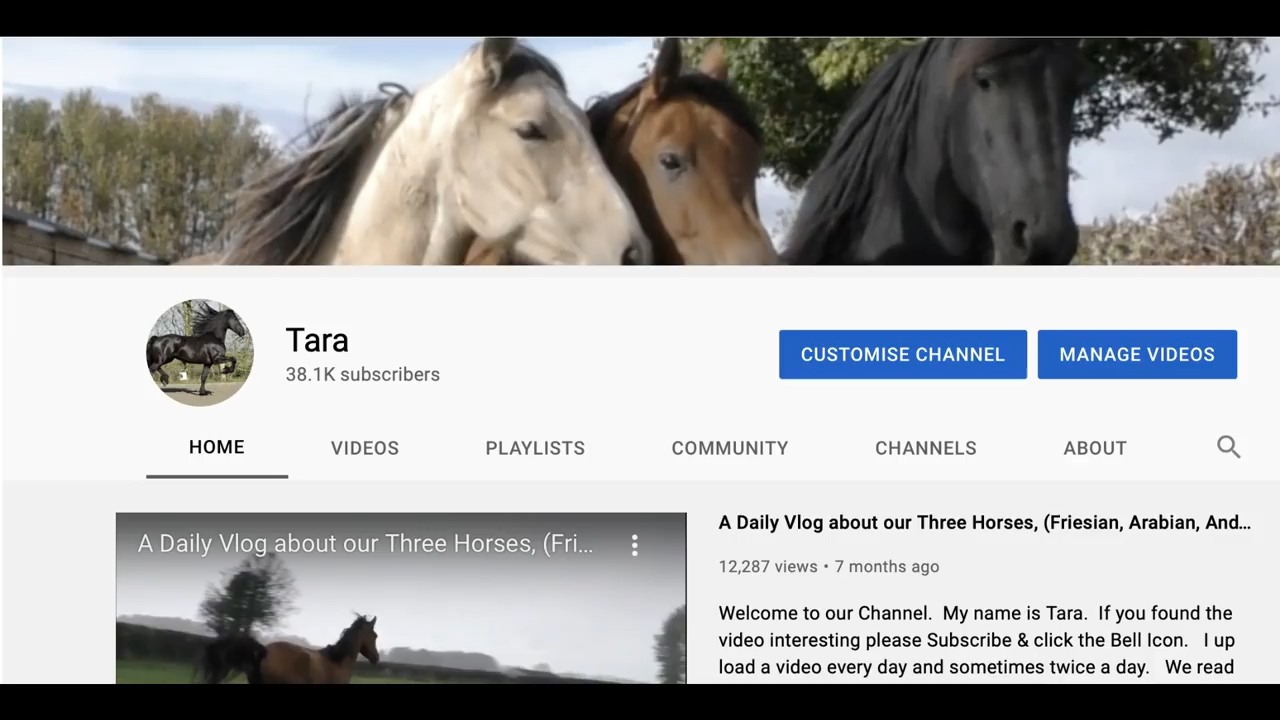 Tara
38.1K subscribers
CUSTOMISE CHANNEL
MANAGE VIDEOS
HOME
VIDEOS
PLAYLISTS
COMMUNITY
CHANNELS
ABOUT
A Daily Vlog about our Three Horses, (Fri...
A Daily Vlog about our Three Horses, (Friesian, Arabian, And...
12,287 views • 7 months ago
Welcome to our Channel. My name is Tara. If you found the
video interesting please Subscribe & click the Bell Icon. I up
load a video every day and sometimes twice a day. We read